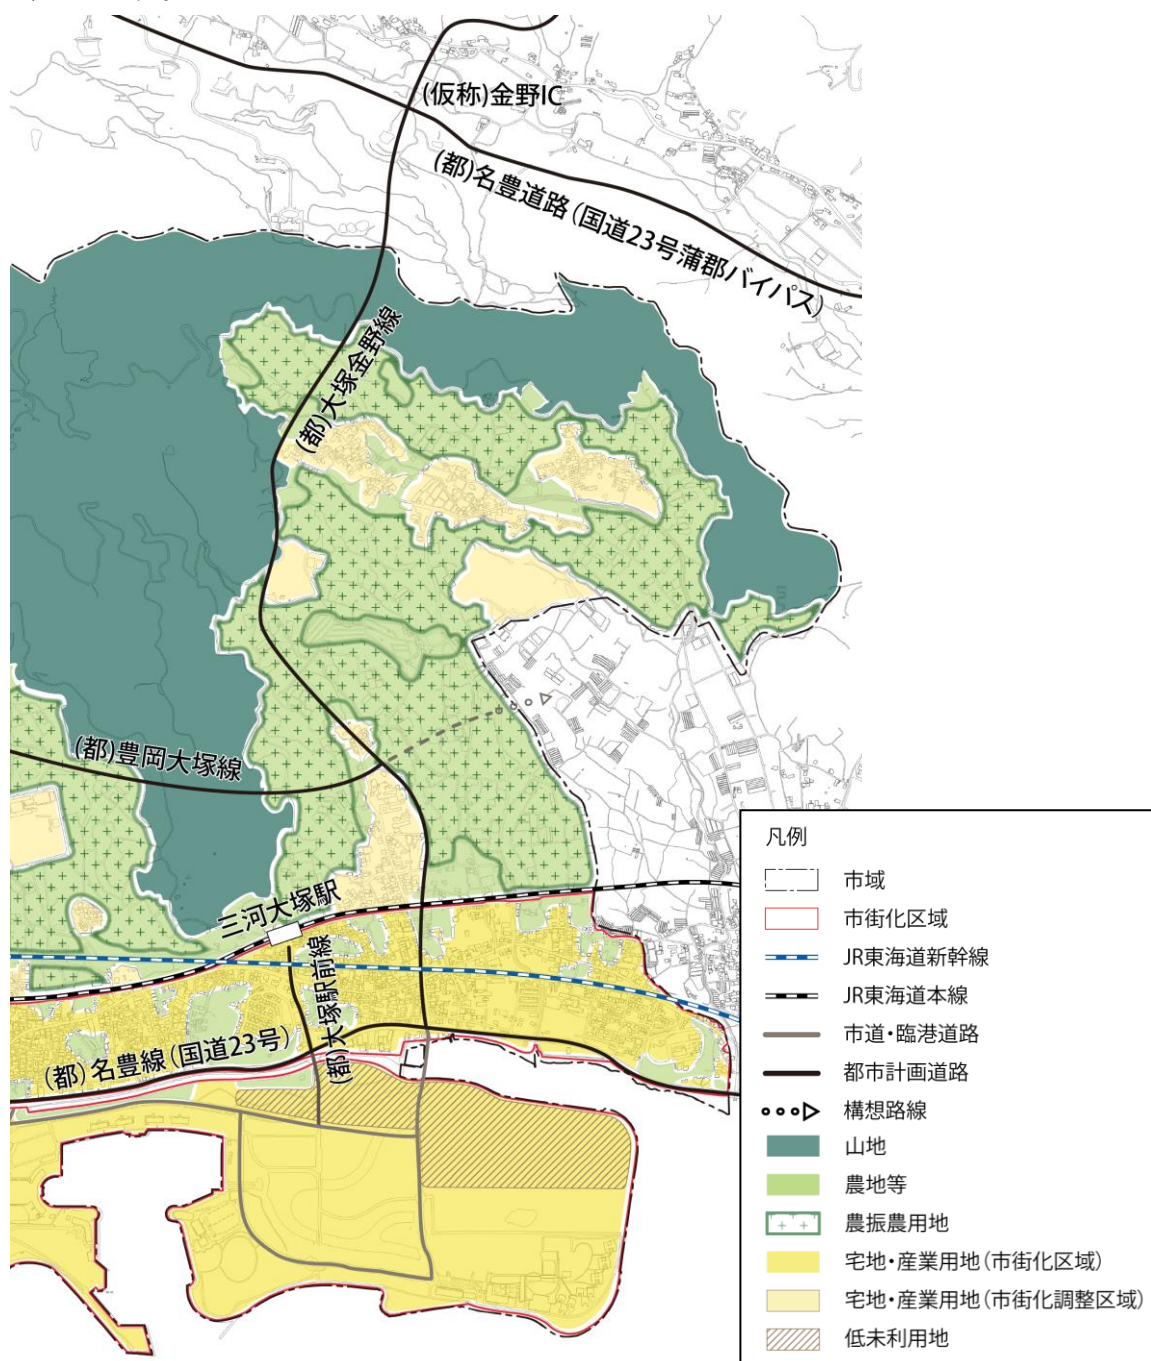 (仮称)金野IC
(都)名豊道路(国道23号蒲郡バイパス)
(都)大塚金野線
(都)豊岡大塚線
三河大塚駅
(都)大塚駅前線
(都)名豊線(国道23号)
凡例
市域
市街化区域
JR東海道新幹線
JR東海道本線
市道・臨港道路
都市計画道路
構想路線
山地
農地等
農振農用地
宅地・産業用地(市街化区域)
宅地・産業用地(市街化調整区域)
低未利用地